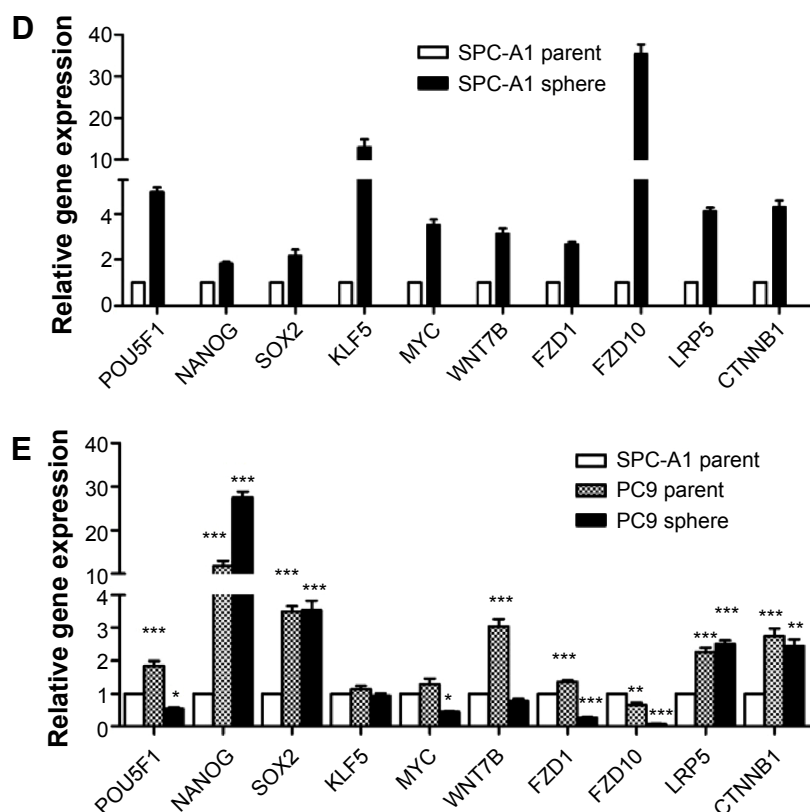 D
Relative gene expression
40
30
20
10
4
2
0
SPC-A1 parent
SPC-A1 sphere
POU5F1
NANOG
SOX2
KLF5
MYC
WNT7B
FZD1
FZD10
LRP5
CTNNB1
E
Relative gene expression
40
30
20
10
4
3
2
1
0
SPC-A1 parent
PC9 parent
PC9 sphere
***
*
***
***
***
***
*
***
***
***
**
***
***
***
***
**
POU5F1
NANOG
SOX2
KLF5
MYC
WNT7B
FZD1
FZD10
LRP5
CTNNB1